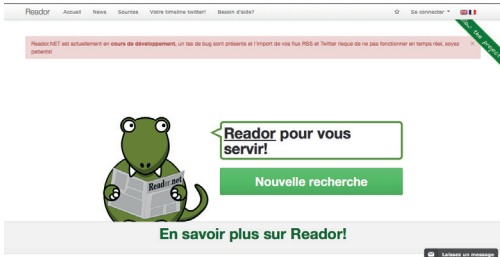 Reador Accueil News Sources Votre timeline twitter! Besoin d'aide? Se connecter
the project
Reador.NET est actuellement en cours de développement, un tas de bug sont présents et l'import de vos flux RSS et Twitter risque de ne pas fonctionner en temps réel, soyez
patients!
Reador pour vous
servir!
Reador.net
Nouvelle recherche
En savoir plus sur Reador!
Laissez un message